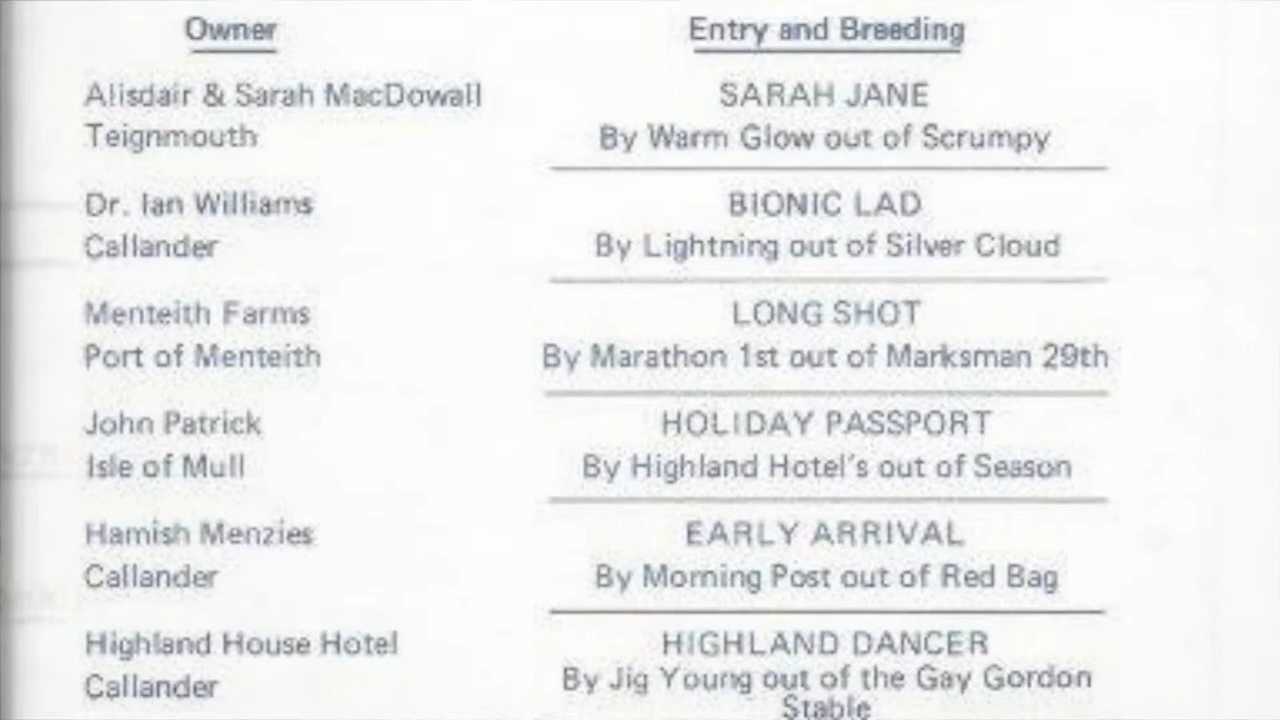 Owner Entry and Breeding
Alisdair & Sarah MacDowall SARAH JANE
Teignmouth By Warm Glow out of Scrumpy
Dr. Ian Williams BIONIC LAD
Callander By Lightning out of Silver Cloud
Menteith Farms LONG SHOT
Port of Menteith By Marathon 1st out of Marksman 29th
John Patrick HOLIDAY PASSPORT
Isle of Mull By Highland Hotel's out of Season
Hamish Menzies EARLY ARRIVAL
Callander By Morning Post out of Red Bag
Highland House Hotel HIGHLAND DANCER
Callander By Jig Young out of the Gay Gordon
Stable